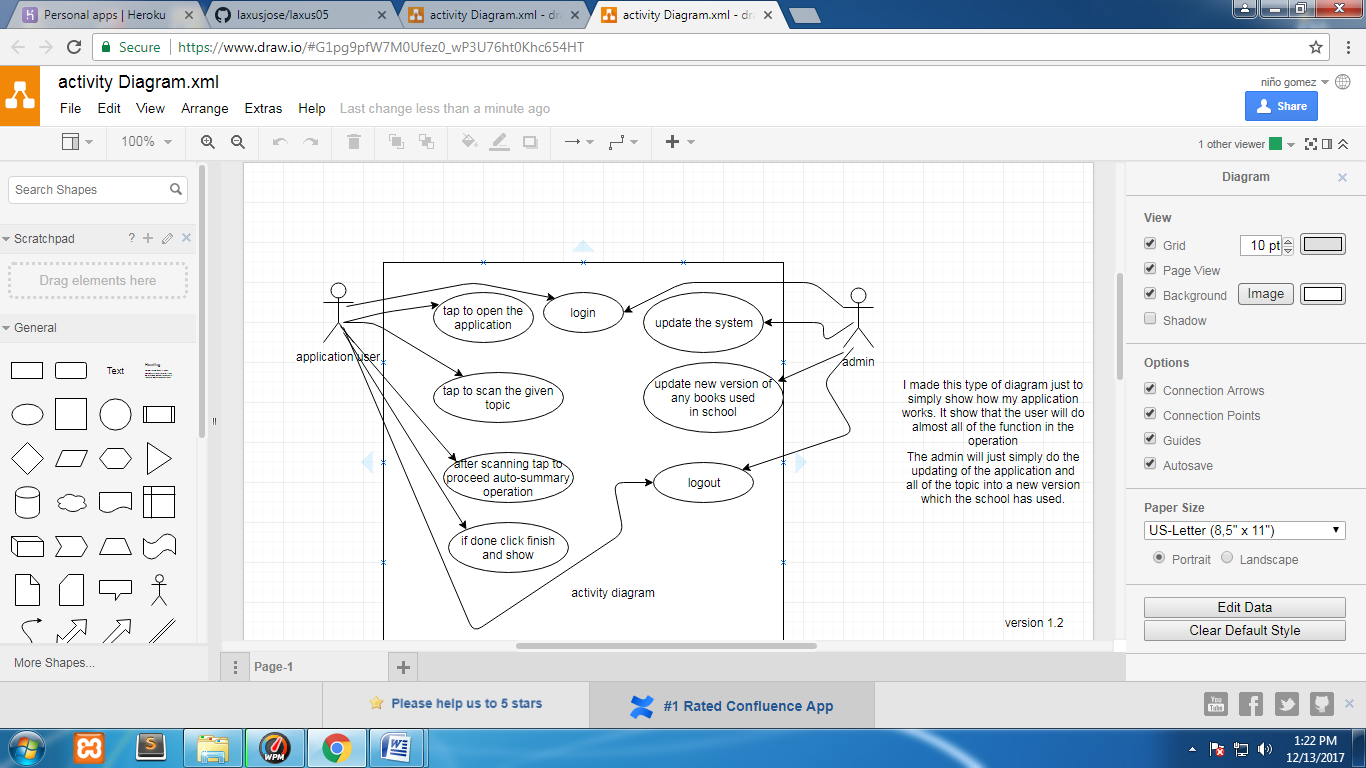 Personal apps | Heroku
laxusjose/laxus05
activity Diagram.xml - dr
activity Diagram.xml - dra
Secure
https://www.draw.io/#G1pg9pfW7M0Ufez0_wP3U76ht0Khc654HT
activity Diagram.xml
niño gomez
File Edit View Arrange Extras Help Last change less than a minute ago
Share
100%
1 other viewer
Search Shapes
Diagram
Scratchpad
?
Drag elements here
General
Text
Heading
View
Grid
10 pt
Page View
Background
Image
Shadow
Options
Connection Arrows
Connection Points
Guides
Autosave
Paper Size
US-Letter (8,5" x 11")
Portrait
Landscape
Edit Data
Clear Default Style
application user
tap to open the
application
login
update the system
admin
tap to scan the given
topic
update new version of
any books used
in school
after scanning tap to
proceed auto-summary
operation
logout
if done click finish
and show
activity diagram
I made this type of diagram just to
simply show how my application
works. It show that the user will do
almost all of the function in the
operation
The admin will just simply do the
updating of the application and
all of the topic into a new version
which the school has used.
version 1.2
More Shapes...
Page-1
Please help us to 5 stars
#1 Rated Confluence App
You
Tube
S
WPM
W
1:22 PM
12/13/2017